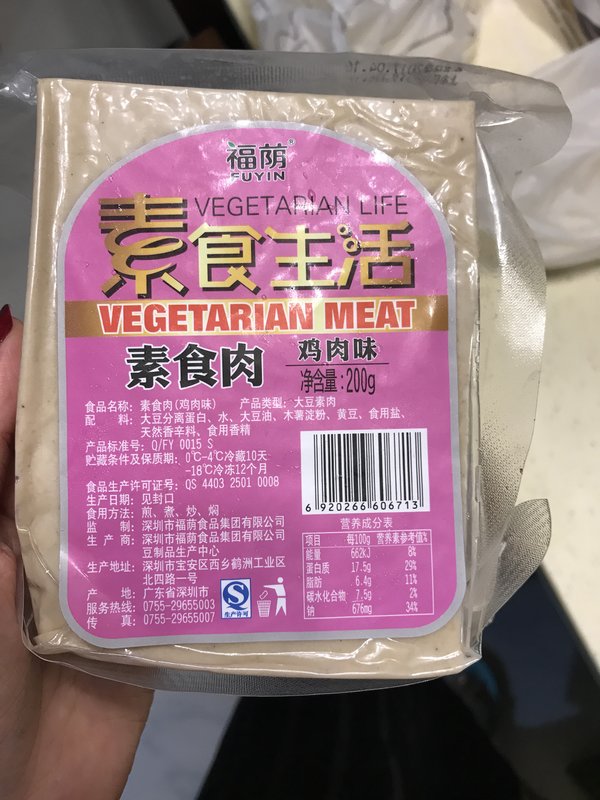 福荫®
FUYIN
VEGETARIAN LIFE
素食生活
VEGETARIAN MEAT
素食肉
鸡肉味
净含量:200g
食品名称: 素食肉(鸡肉味) 产品类型: 大豆素肉
配 料: 大豆分离蛋白、水、大豆油、木薯淀粉、黄豆、食用盐、
天然香辛料、食用香精
产品标准号: Q/FY 0015 S
贮藏条件及保质期: 0℃-4℃冷藏10天
-18℃冷冻12个月
食品生产许可证号: QS 4403 2501 0008
生产日期: 见封口
食用方法: 煎、煮、炒、焖
监 制: 深圳市福荫食品集团有限公司
生 产 商: 深圳市福荫食品集团有限公司
豆制品生产中心
生产地址: 深圳市宝安区西乡鹤洲工业区
北四路一号
产 地: 广东省深圳市
服务热线: 0755-29655003
传 真: 0755-29655007
生产许可
6 920266 606713
营养成分表
项目 每100g 营养素参考值%
能量 662kJ 8%
蛋白质 17.5g 29%
脂肪 6.4g 11%
碳水化合物 7.5g 2%
钠 676mg 34%